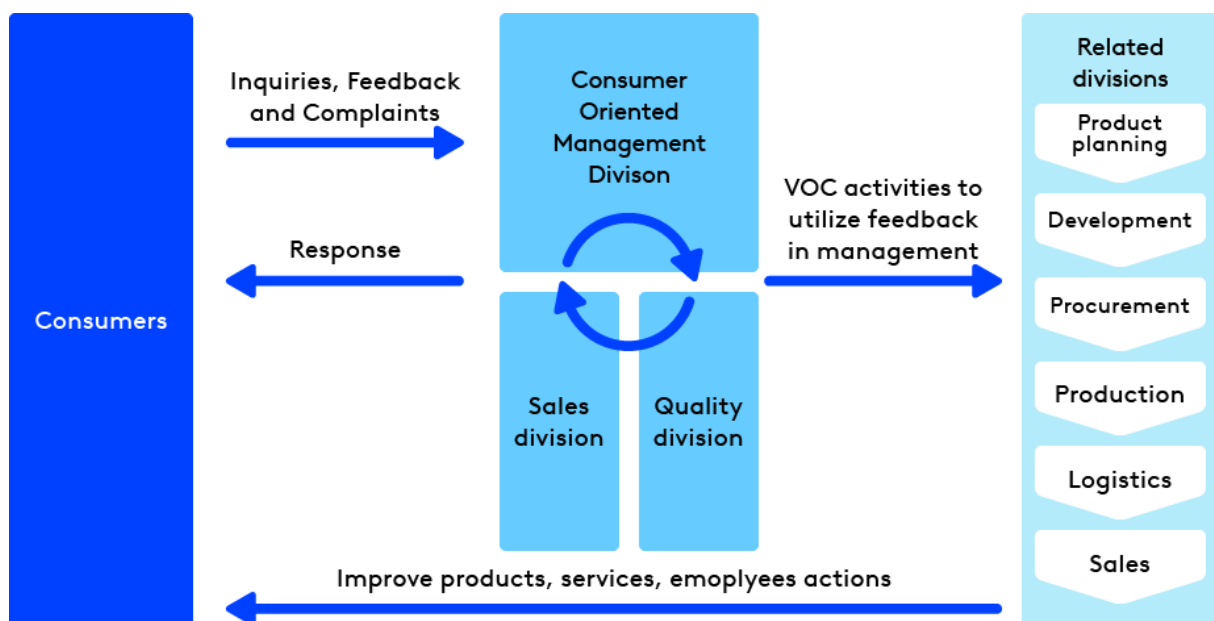 Consumers
Inquiries, Feedback
and Complaints
Response
Consumer
Oriented
Management
Divison
Sales
division
Quality
division
VOC activities to
utilize feedback
in management
Related
divisions
Product
planning
Development
Procurement
Production
Logistics
Sales
Improve products, services, emoplyees actions